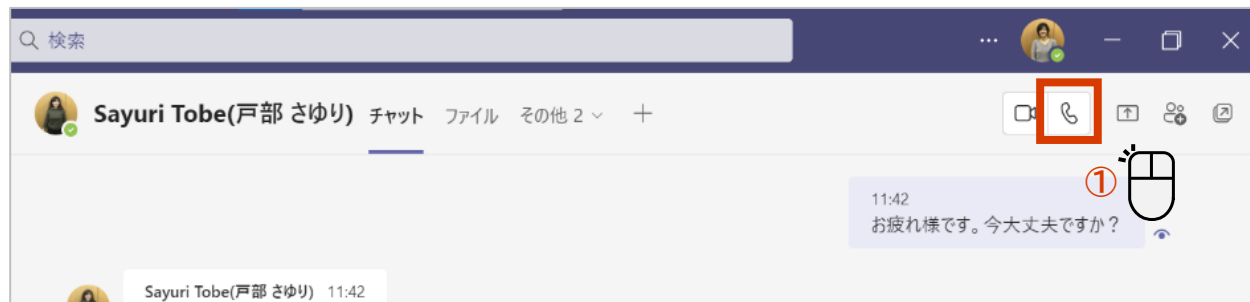 検索
...
Sayuri Tobe(戸部 さゆり) チャット ファイル その他 2
①
11:42
お疲れ様です。今大丈夫ですか？
Sayuri Tobe(戸部 さゆり) 11:42